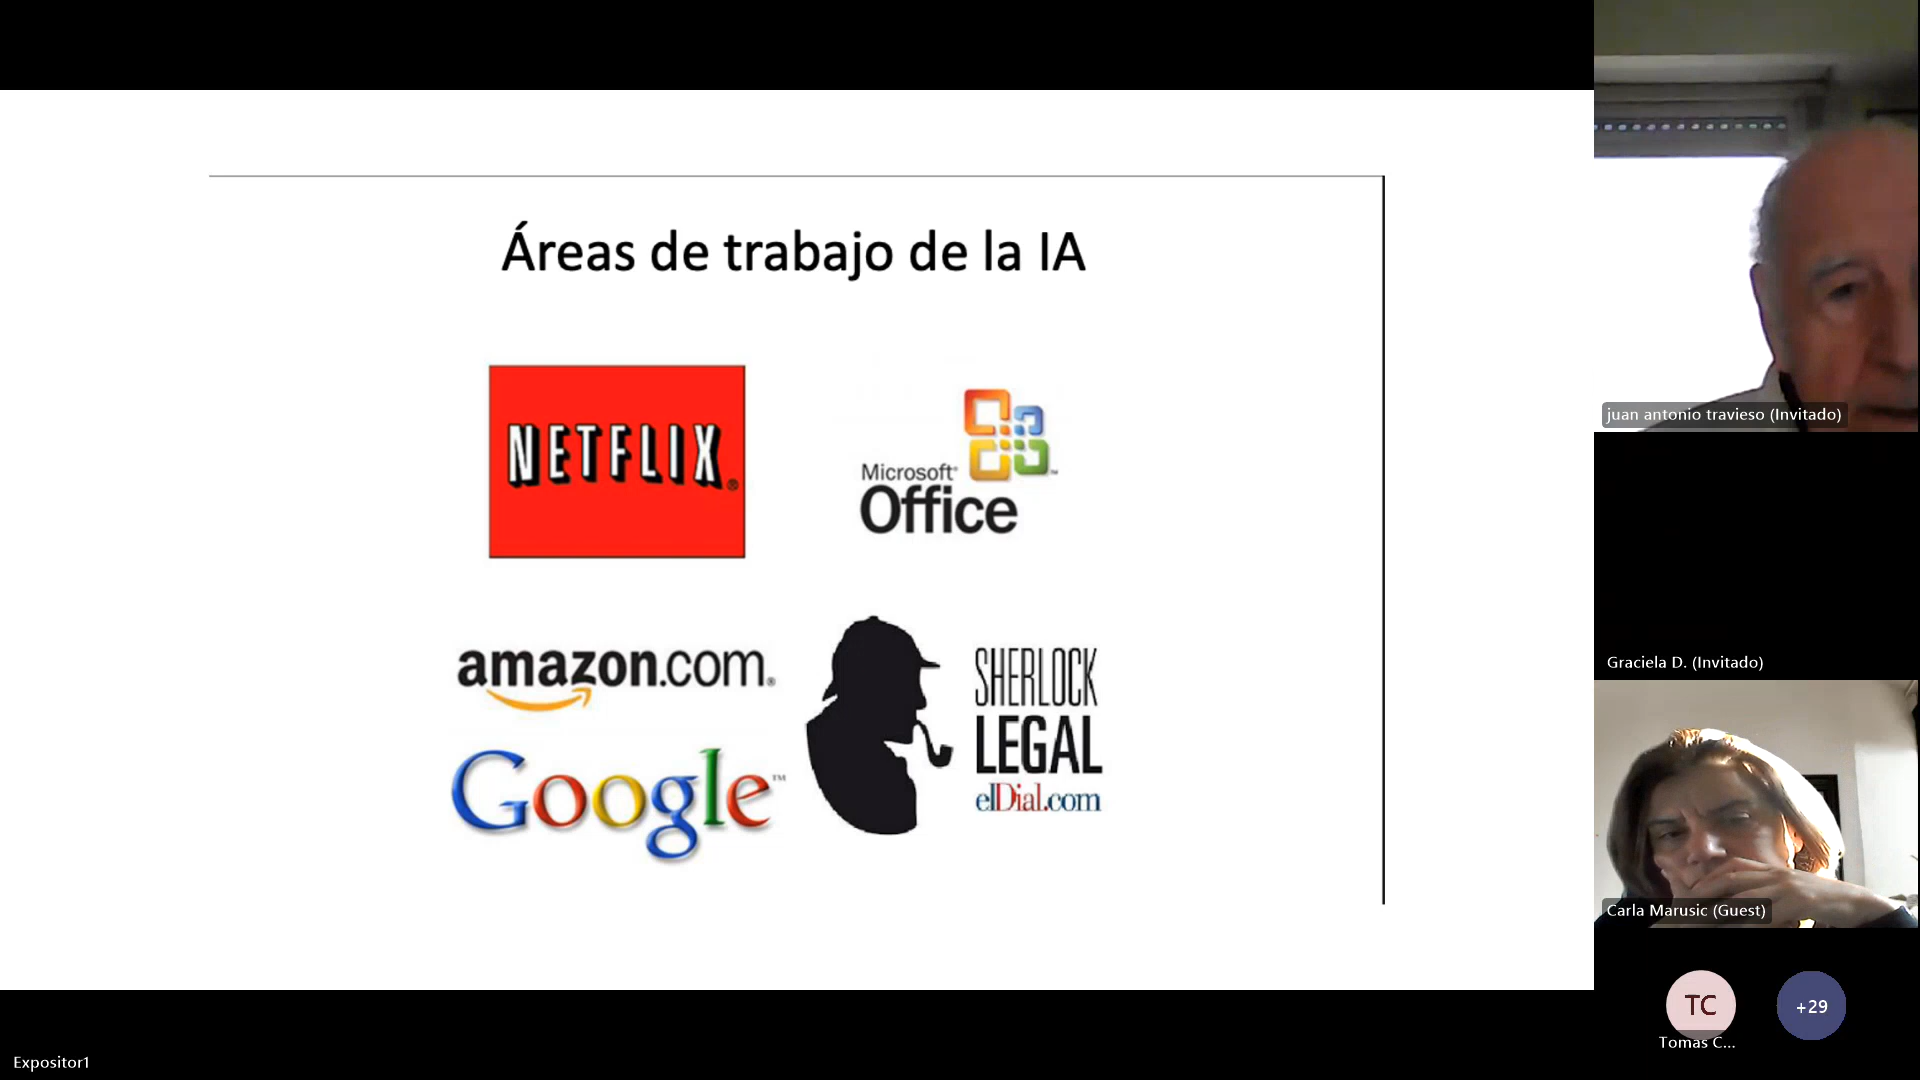 Áreas de trabajo de la IA
NETFLIX®
Microsoft®
Office
amazon.com®
Google™
SHERLOCK
LEGAL
elDial.com
juan antonio travieso (Invitado)
Graciela D. (Invitado)
Carla Marusic (Guest)
TC
+29
Tomas C...
Expositor1